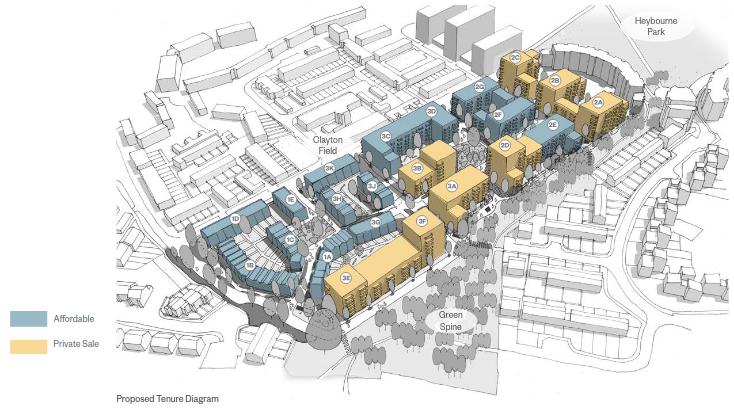 Heybourne
Park
2C
2B
2G
2A
3D
2F
2E
3C
Clayton
Field
2D
3K
3B
3J
3A
1E
3H
1D
3F
3G
1C
1A
1B
3E
Affordable
Green
Spine
Private Sale
Proposed Tenure Diagram